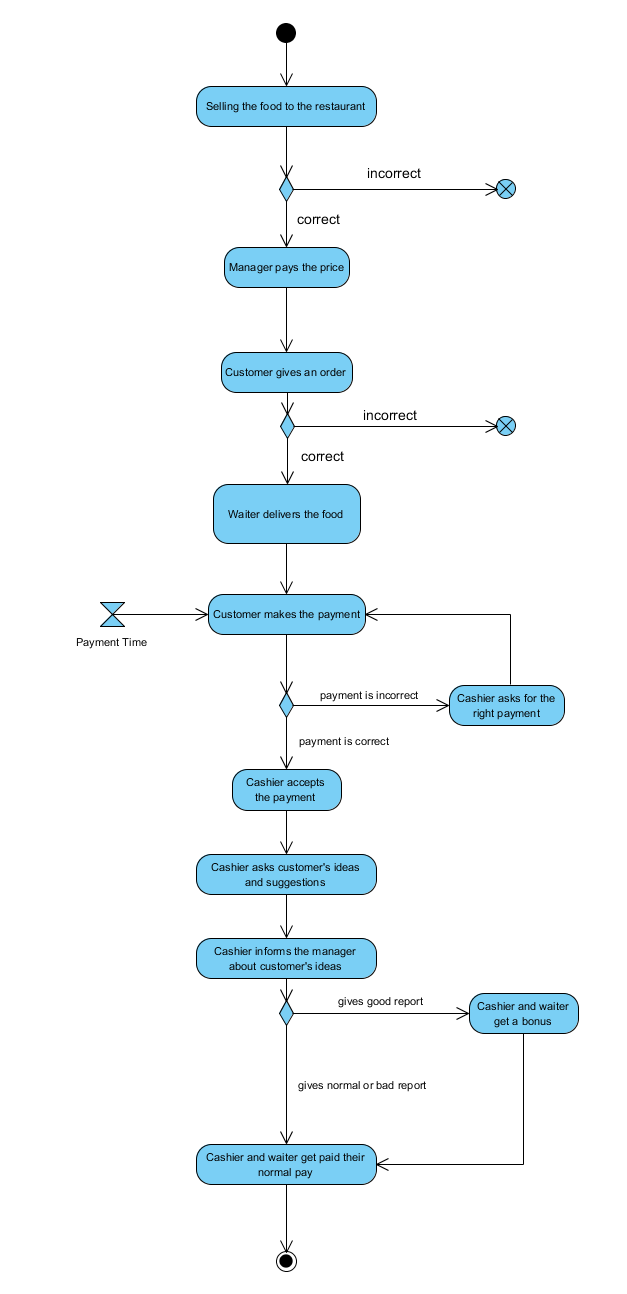 Selling the food to the restaurant
incorrect
correct
Manager pays the price
Customer gives an order
incorrect
correct
Waiter delivers the food
Customer makes the payment
Payment Time
payment is incorrect
Cashier asks for the
right payment
payment is correct
Cashier accepts
the payment
Cashier asks customer's ideas
and suggestions
Cashier informs the manager
about customer's ideas
gives good report
Cashier and waiter
get a bonus
gives normal or bad report
Cashier and waiter get paid their
normal pay